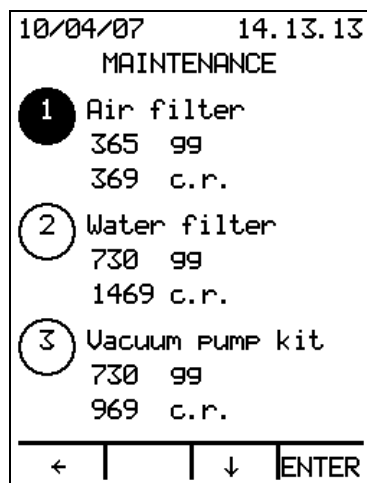 10/04/07 14.13.13
MAINTENANCE
1 Air filter
365 gg
369 c.r.
2 Water filter
730 gg
1469 c.r.
3 Vacuum pump kit
730 gg
969 c.r.
← ↓ ENTER